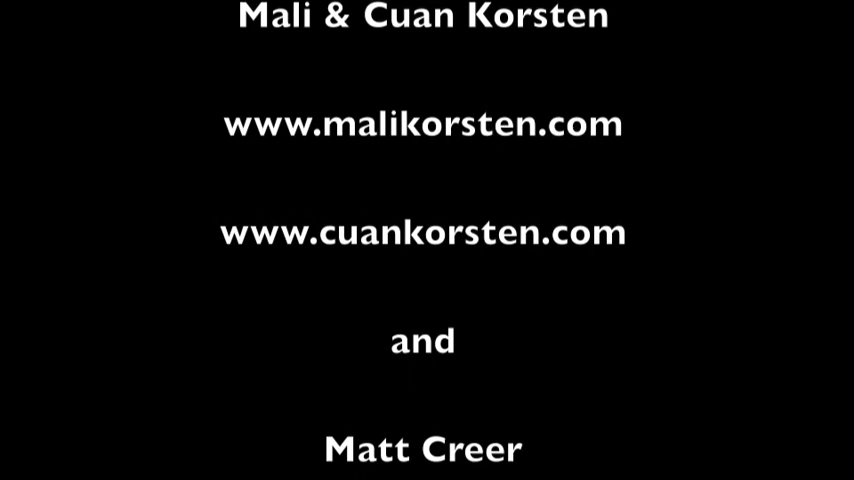 Mali & Cuan Korsten
www.malikorsten.com
www.cuankorsten.com
and
Matt Creer